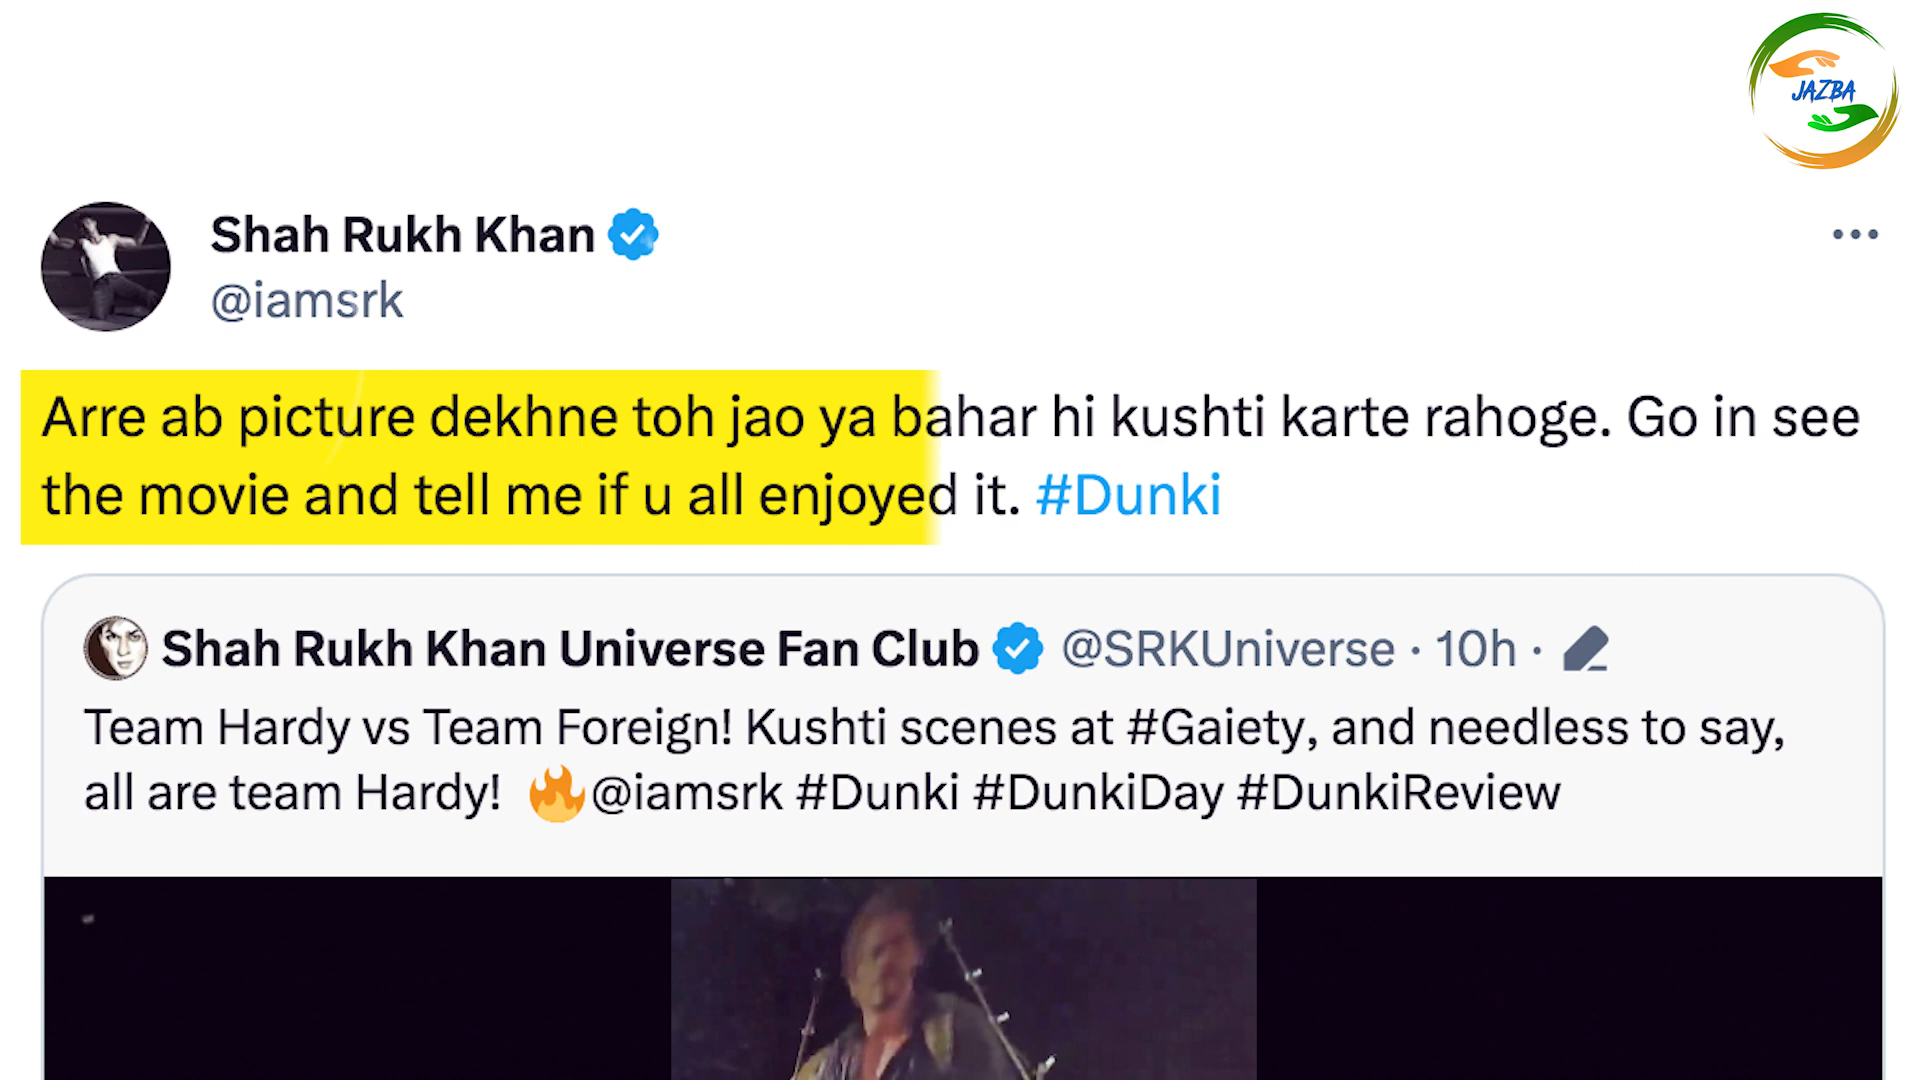 JAZBA
Shah Rukh Khan
@iamsrk
Arre ab picture dekhne toh jao ya bahar hi kushti karte rahoge. Go in see
the movie and tell me if u all enjoyed it. #Dunki
Shah Rukh Khan Universe Fan Club @SRKUniverse · 10h ·
Team Hardy vs Team Foreign! Kushti scenes at #Gaiety, and needless to say,
all are team Hardy! 🔥@iamsrk #Dunki #DunkiDay #DunkiReview